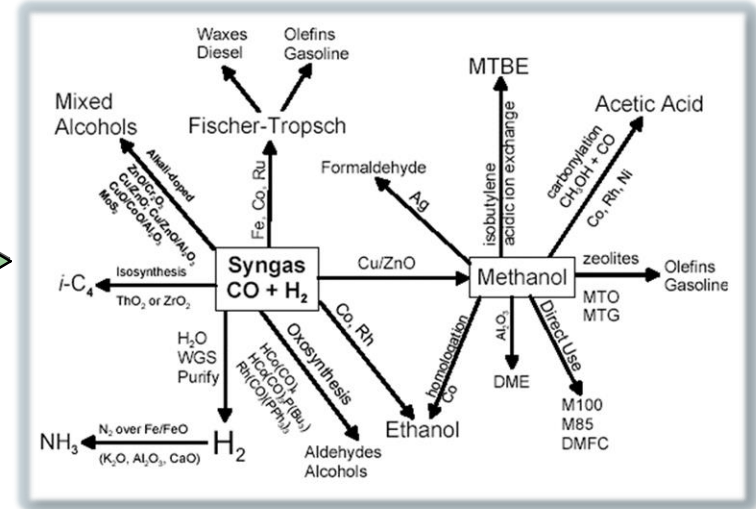 Waxes
Diesel
Olefins
Gasoline
MTBE
Mixed
Alcohols
Fischer-Tropsch
Acetic Acid
Alkali-doped
ZnO/Cr₂O₃
Cu/ZnO; Cu/ZnO/Al₂O₃
CuO/CoO/Al₂O₃
MoS₂
Fe, Co, Ru
Formaldehyde
Ag
isobutylene
acidic ion exchange
carbonylation
CH₃OH + CO
Co, Rh, Ni
Syngas
CO + H₂
Cu/ZnO
Methanol
zeolites
MTO
MTG
Olefins
Gasoline
i-C₄
Isosynthesis
ThO₂ or ZrO₂
H₂O
WGS
Purify
Oxosynthesis
HCo(CO)₄
HCo(CO)₃P(Bu₃)
Rh(CO)(PPh₃)₃
Co, Rh
homologation
Co
Al₂O₃
DME
Direct Use
M100
M85
DMFC
Ethanol
Aldehydes
Alcohols
NH₃
N₂ over Fe/FeO
(K₂O, Al₂O₃, CaO)
H₂